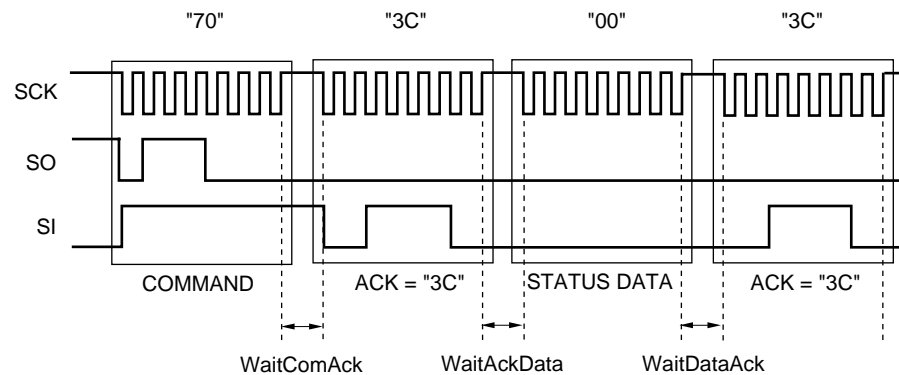 "70" "3C" "00" "3C"
SCK
SO
SI
COMMAND ACK = "3C" STATUS DATA ACK = "3C"
WaitComAck WaitAckData WaitDataAck